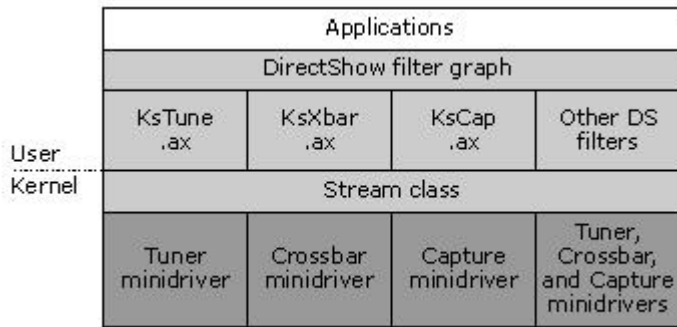 Applications
DirectShow filter graph
KsTune
.ax
KsXbar
.ax
KsCap
.ax
Other DS
filters
User
Kernel
Stream class
Tuner
minidriver
Crossbar
minidriver
Capture
minidriver
Tuner,
Crossbar,
and Capture
minidrivers